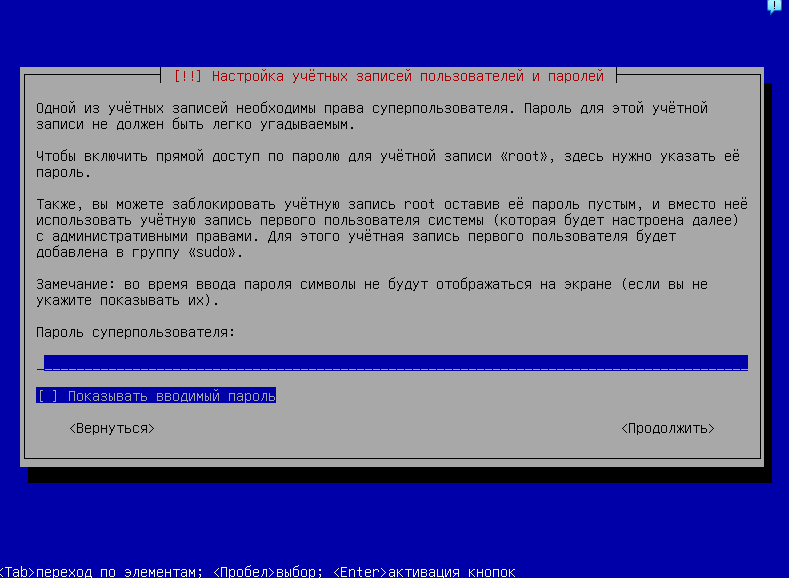 [!!] Настройка учётных записей пользователей и паролей
Одной из учётных записей необходимы права суперпользователя. Пароль для этой учётной
записи не должен быть легко угадываемым.
Чтобы включить прямой доступ по паролю для учётной записи «root», здесь нужно указать её
пароль.
Также, вы можете заблокировать учётную запись root оставив её пароль пустым, и вместо неё
использовать учётную запись первого пользователя системы (которая будет настроена далее)
с административными правами. Для этого учётная запись первого пользователя будет
добавлена в группу «sudo».
Замечание: во время ввода пароля символы не будут отображаться на экране (если вы не
укажите показывать их).
Пароль суперпользователя:
[ ] Показывать вводимый пароль
<Вернуться> <Продолжить>
<Tab>переход по элементам; <Пробел>выбор; <Enter>активация кнопок